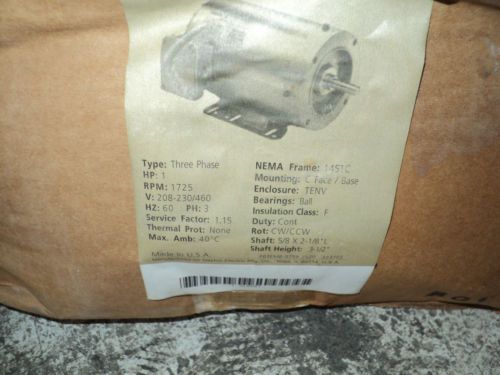 Type: Three Phase
HP: 1
RPM: 1725
V: 208-230/460
HZ: 60 PH: 3
Service Factor: 1.15
Thermal Prot: None
Max. Amb: 40°C
Made in U.S.A.
NEMA Frame:
Mounting: C Face / Base
Enclosure: TENV
Bearings: Ball
Insulation Class: F
Duty: Cont
Rot: CW/CCW
Shaft: 5/8 X 2-1/8"L
Shaft Height: 3-1/2"